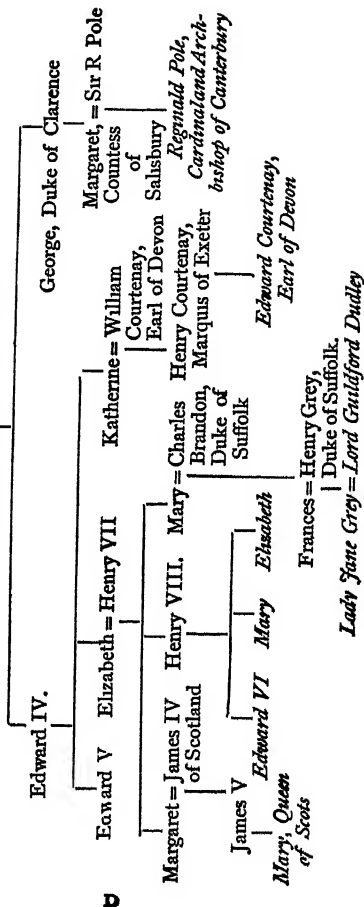 Edward IV.
George, Duke of Clarence
Edward V
Elizabeth = Henry VII
Katherine = William
Courtenay,
Earl of Devon
Margaret, = Sir R Pole
Countess
of
Salisbury
Margaret = James IV
of Scotland
Henry VIII.
Mary = Charles
Brandon,
Duke of
Suffolk
Henry Courtenay,
Marquis of Exeter
Reginald Pole,
Cardinal and Arch-
bishop of Canterbury
James V
Edward VI
Mary
Elisabeth
Frances = Henry Grey,
Duke of Suffolk.
Edward Courtenay,
Earl of Devon
Mary, Queen
of Scots
Lady Jane Grey = Lord Guildford Dudley
D